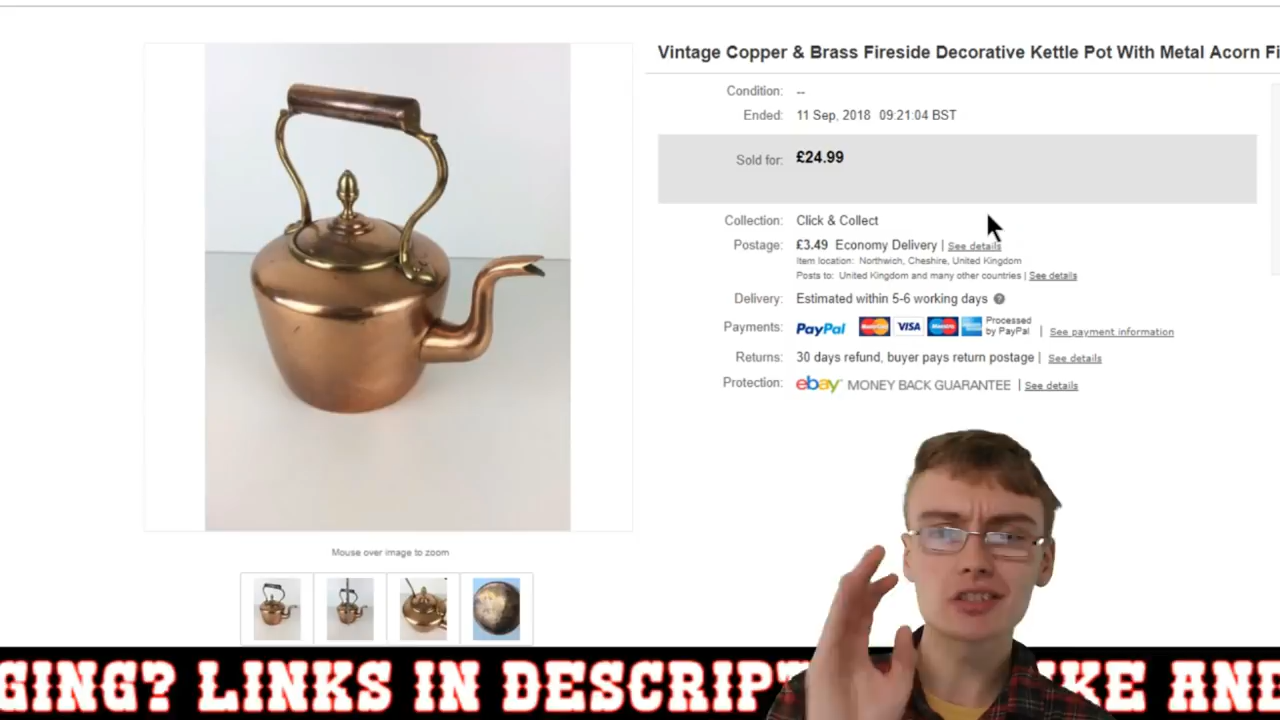 Vintage Copper & Brass Fireside Decorative Kettle Pot With Metal Acorn Fi
Condition: --
Ended: 11 Sep, 2018 09:21:04 BST
Sold for: £24.99
Collection: Click & Collect
Postage: £3.49 Economy Delivery | See details
Item location: Northwich, Cheshire, United Kingdom
Posts to: United Kingdom and many other countries | See details
Delivery: Estimated within 5-6 working days ?
Payments: PayPal MasterCard VISA Maestro Processed by PayPal | See payment information
Returns: 30 days refund, buyer pays return postage | See details
Protection: ebay MONEY BACK GUARANTEE | See details
Mouse over image to zoom
GING? LINKS IN DESCRIPT KE AND